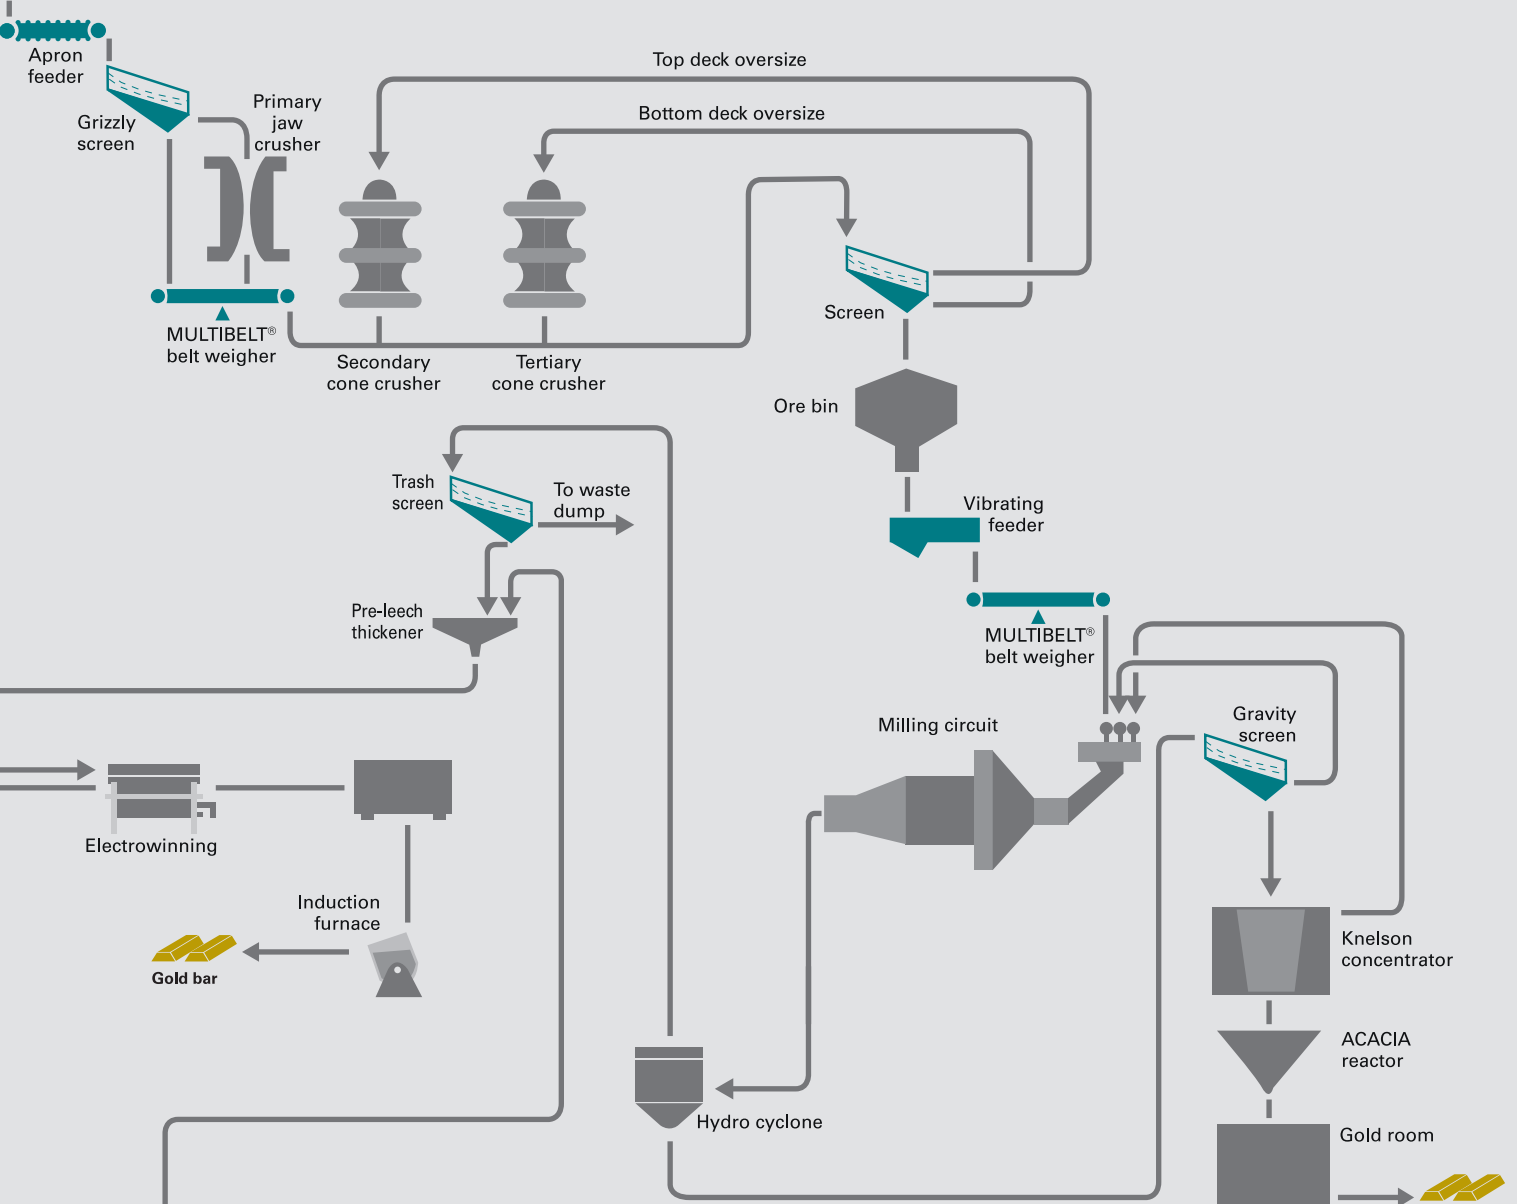 Apron
feeder
Grizzly
screen
Primary
jaw
crusher
Top deck oversize
Bottom deck oversize
MULTIBELT®
belt weigher
Secondary
cone crusher
Tertiary
cone crusher
Screen
Ore bin
Trash
screen
To waste
dump
Vibrating
feeder
Pre-leech
thickener
MULTIBELT®
belt weigher
Milling circuit
Gravity
screen
Electrowinning
Induction
furnace
Gold bar
Knelson
concentrator
ACACIA
reactor
Hydro cyclone
Gold room